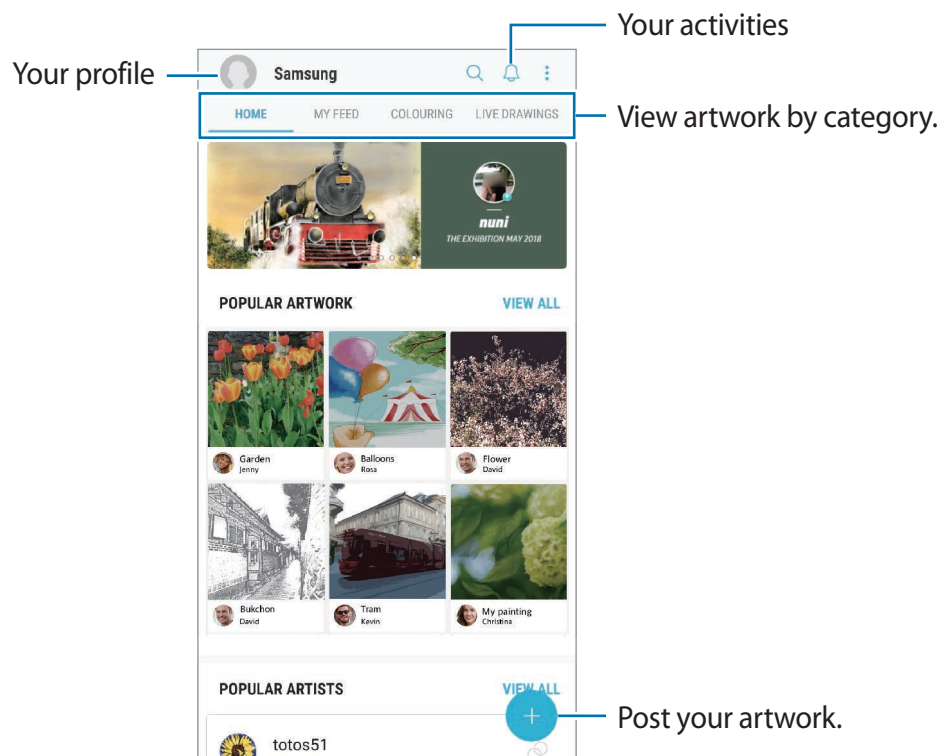 Your activities
Your profile
Samsung
View artwork by category.
HOME MY FEED COLOURING LIVE DRAWINGS
nuni
THE EXHIBITION MAY 2018
POPULAR ARTWORK VIEW ALL
Garden Balloons Flower
Jenny Rosa David
Bukchon Tram My painting
David Kevin Christina
POPULAR ARTISTS VIEW ALL
Post your artwork.
totos51